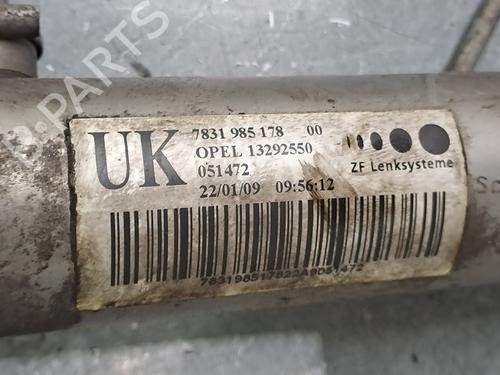 UK
7831 985 178 00
OPEL 13292550
051472
22/01/09 09:56:12
ZF Lenksysteme
B-Parts